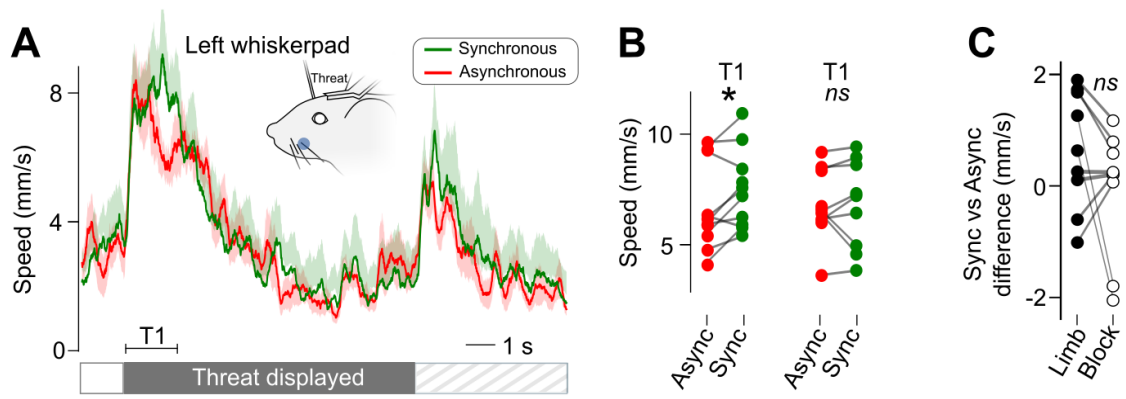 A
Left whiskerpad
Synchronous
Asynchronous
Threat
Speed (mm/s)
8
4
0
T1
1 s
Threat displayed
B
T1
*
T1
ns
Speed (mm/s)
10
5
Async
Sync
Async
Sync
C
ns
Sync vs Async
difference (mm/s)
2
0
-2
Limb
Block